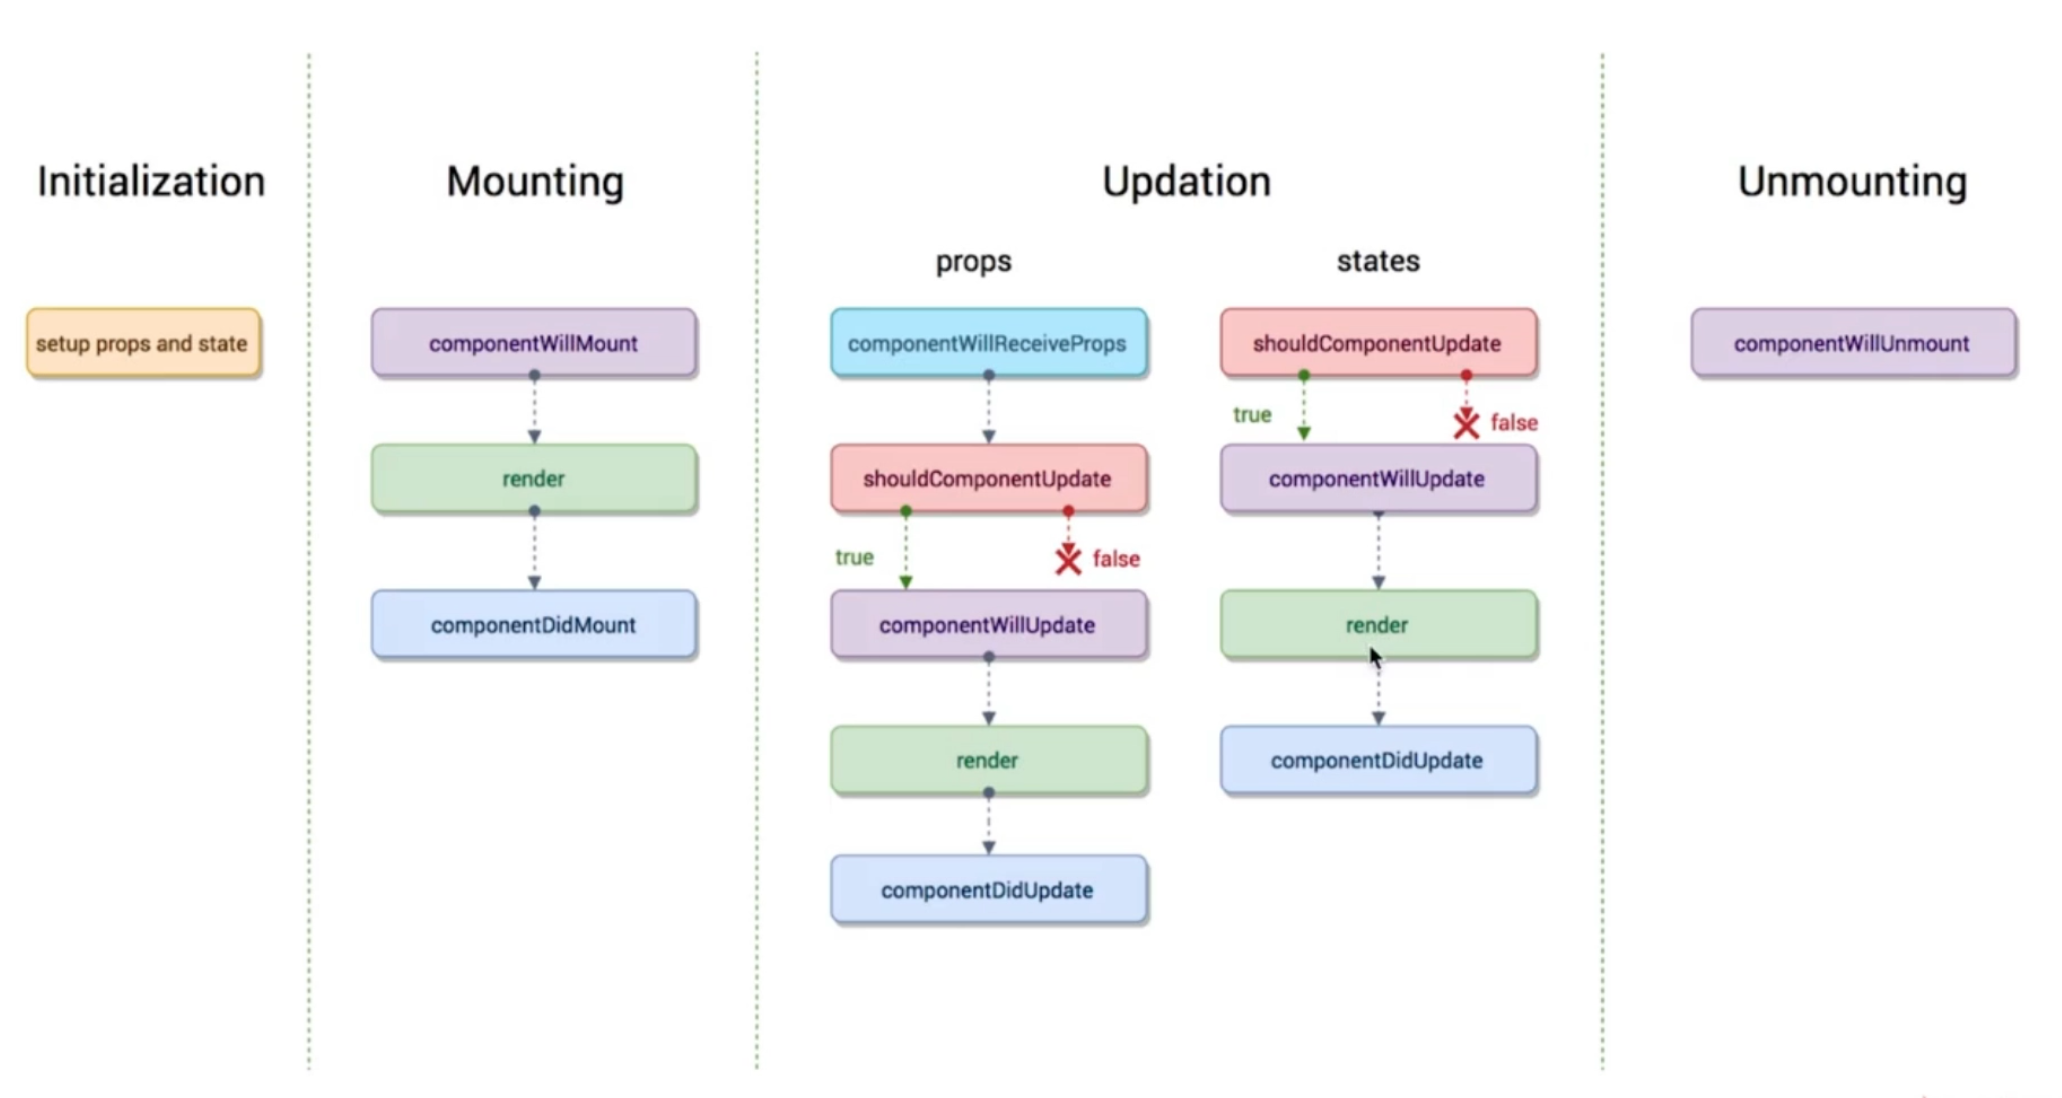 Initialization
setup props and state
Mounting
componentWillMount
render
componentDidMount
Updation
props
componentWillReceiveProps
shouldComponentUpdate
true
false
componentWillUpdate
render
componentDidUpdate
states
shouldComponentUpdate
true
false
componentWillUpdate
render
componentDidUpdate
Unmounting
componentWillUnmount